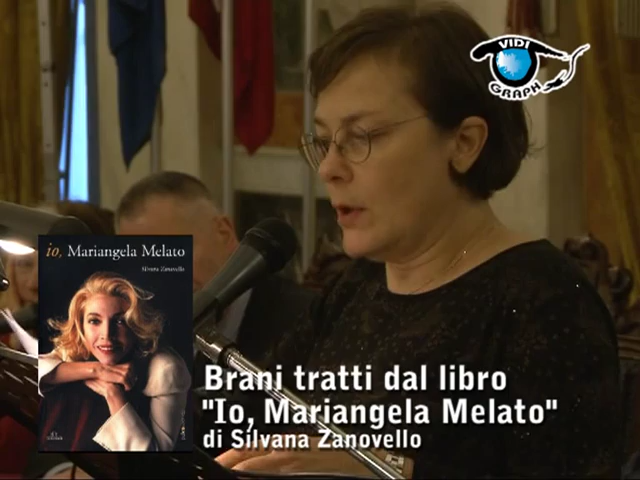 VIDI
GRAPH
io, Mariangela Melato
Silvana Zanovello
Brani tratti dal libro
"Io, Mariangela Melato"
di Silvana Zanovello